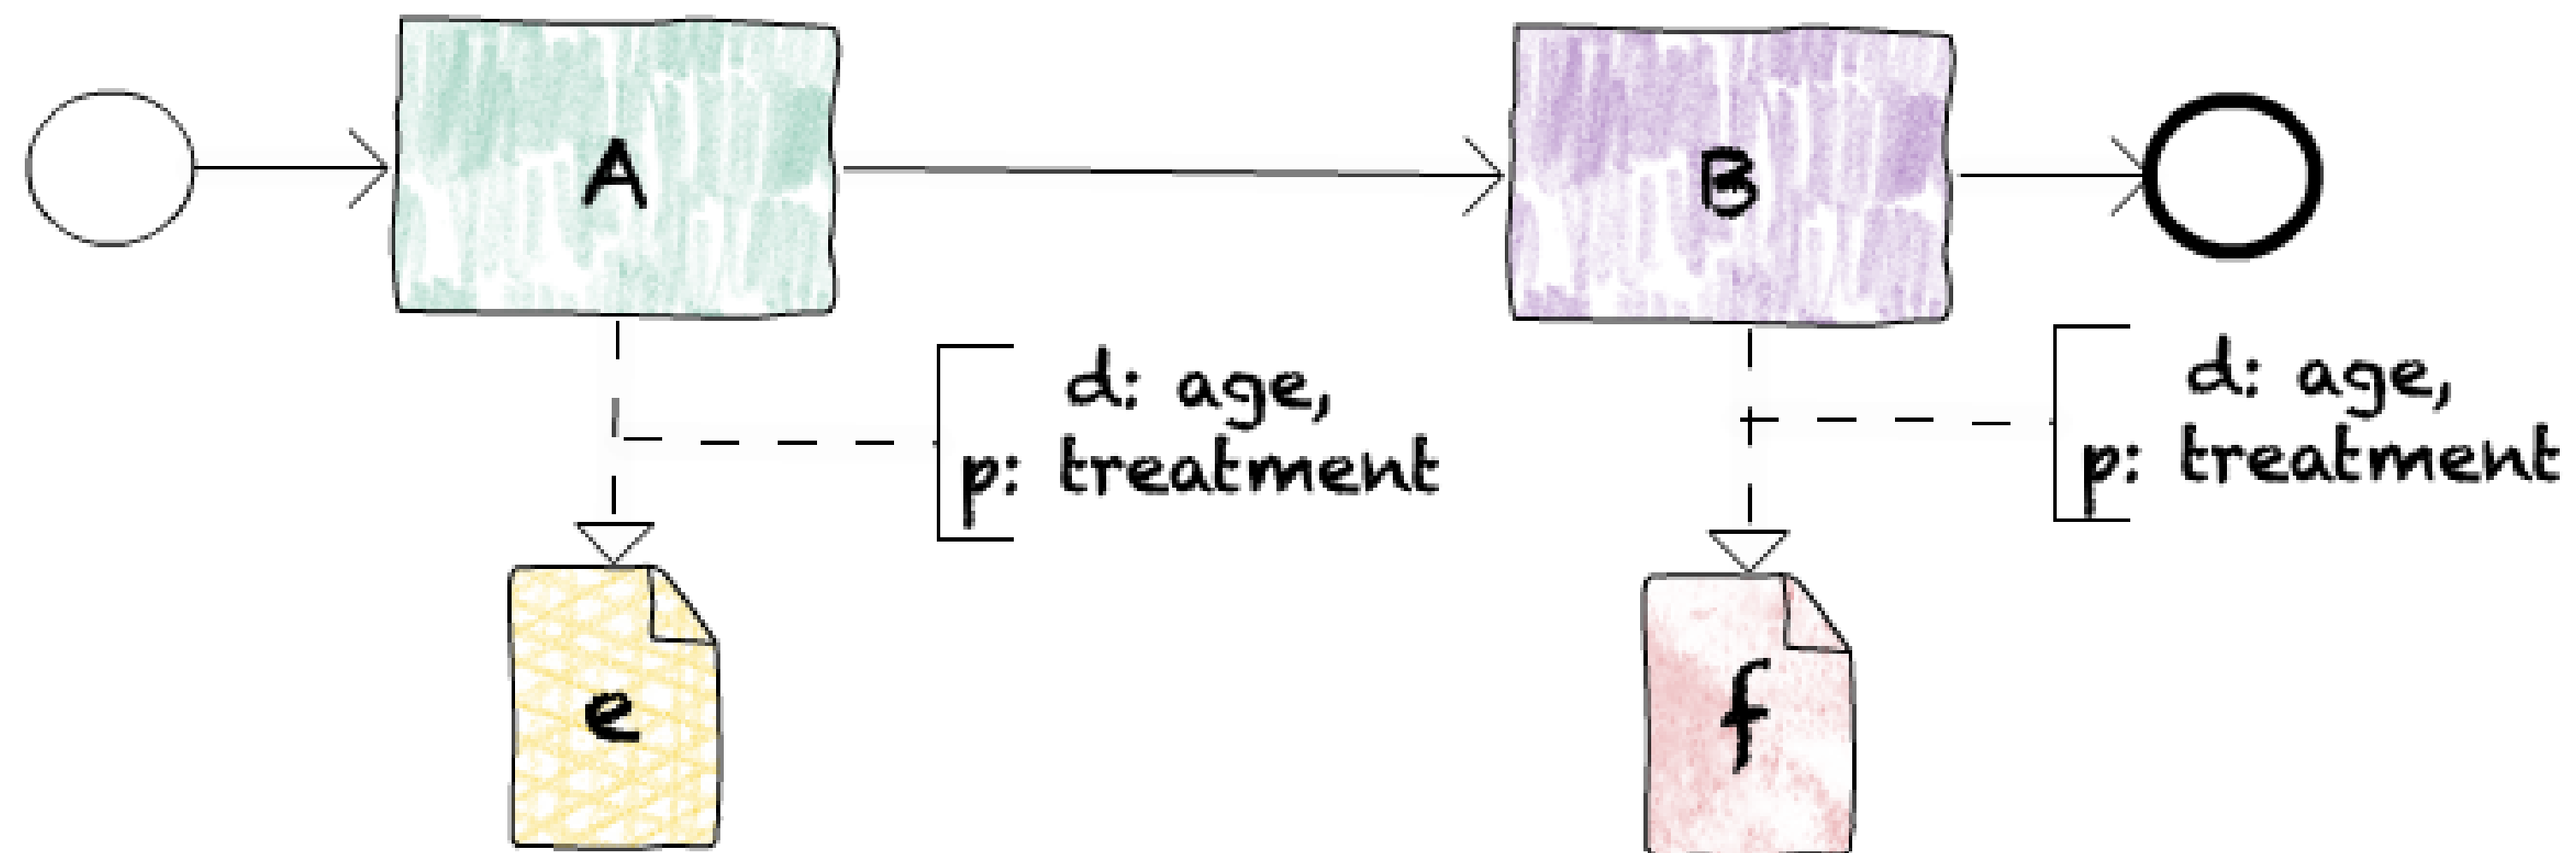 A
B
d: age,
p: treatment
d: age,
p: treatment
e
f